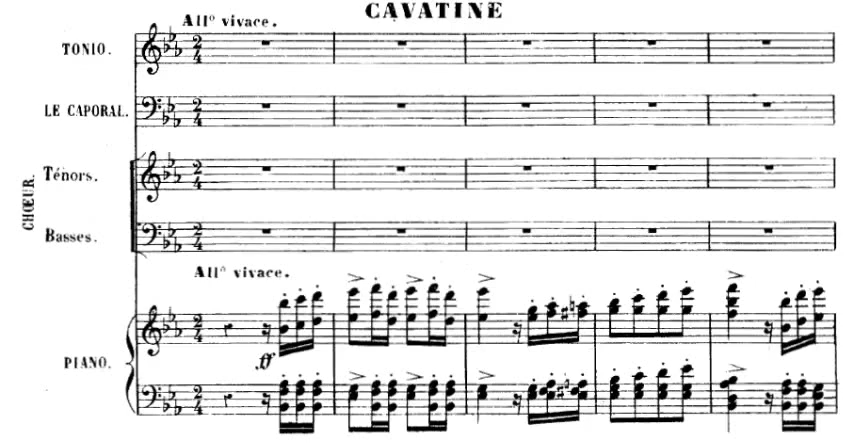 CAVATINE
All° vivace.
TONIO.
LE CAPORAL.
CHŒUR.
Ténors.
Basses.
All° vivace.
ff
PIANO.